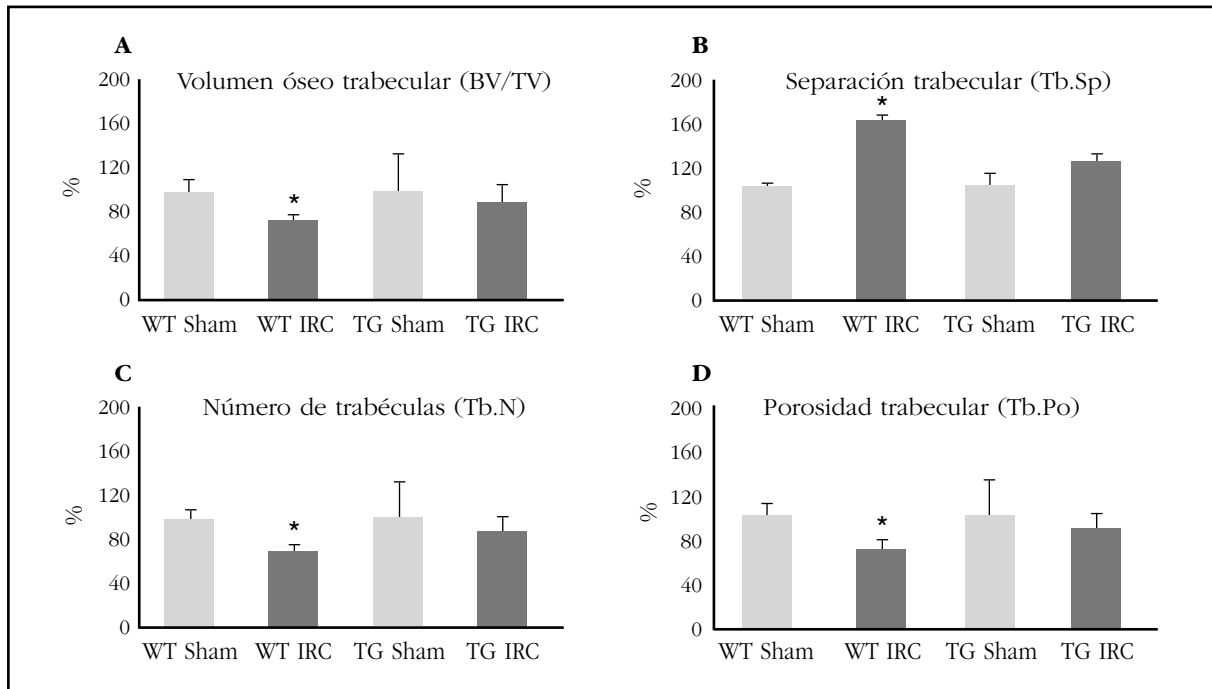 A
Volumen óseo trabecular (BV/TV)
200
160
120
80
40
0
%
*
WT Sham WT IRC TG Sham TG IRC
B
Separación trabecular (Tb.Sp)
200
160
120
80
40
0
%
*
WT Sham WT IRC TG Sham TG IRC
C
Número de trabéculas (Tb.N)
200
160
120
80
40
0
%
*
WT Sham WT IRC TG Sham TG IRC
D
Porosidad trabecular (Tb.Po)
200
160
120
80
40
0
%
*
WT Sham WT IRC TG Sham TG IRC